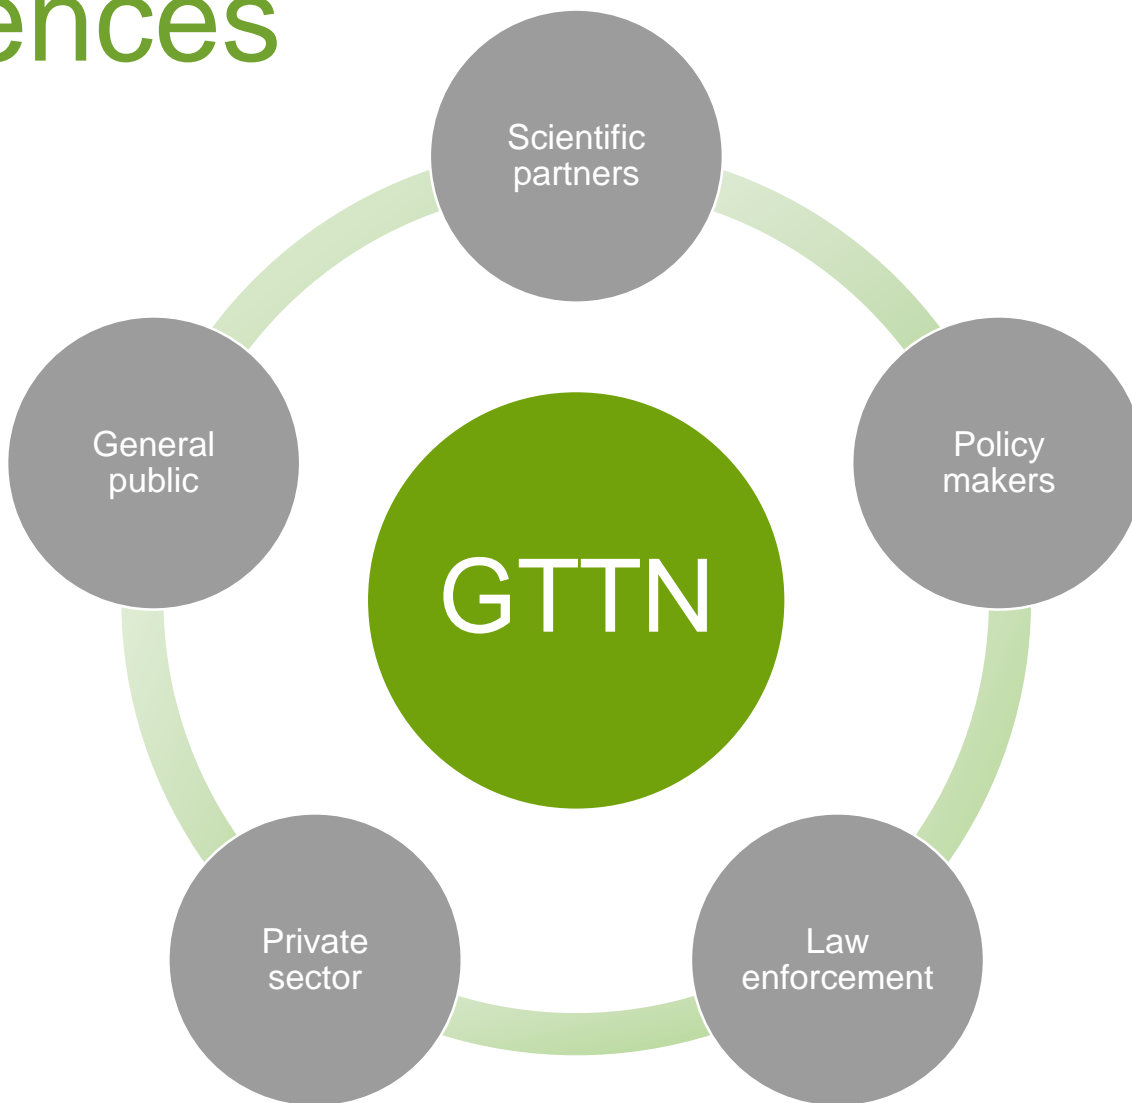 ences
Scientific
partners
General
public
Policy
makers
GTTN
Private
sector
Law
enforcement